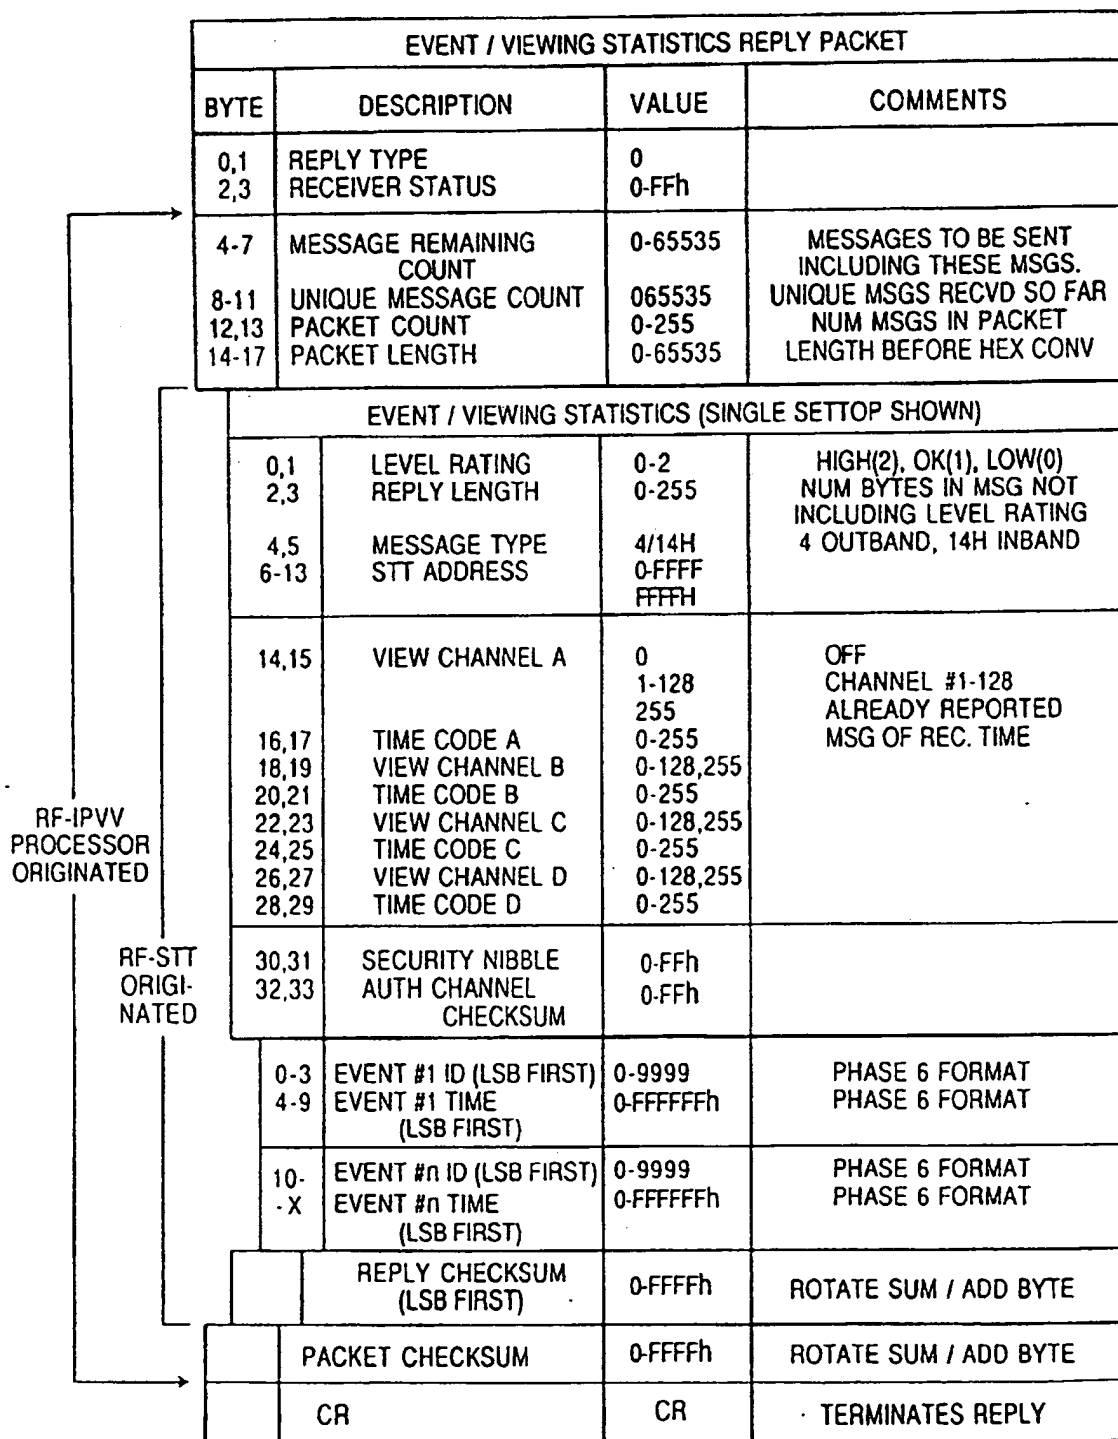 EVENT / VIEWING STATISTICS REPLY PACKET
BYTE DESCRIPTION VALUE COMMENTS
0,1 REPLY TYPE 0
2,3 RECEIVER STATUS 0-FFh
4-7 MESSAGE REMAINING 0-65535 MESSAGES TO BE SENT
COUNT INCLUDING THESE MSGS.
8-11 UNIQUE MESSAGE COUNT 065535 UNIQUE MSGS RECVD SO FAR
12,13 PACKET COUNT 0-255 NUM MSGS IN PACKET
14-17 PACKET LENGTH 0-65535 LENGTH BEFORE HEX CONV
EVENT / VIEWING STATISTICS (SINGLE SETTOP SHOWN)
0,1 LEVEL RATING 0-2 HIGH(2), OK(1), LOW(0)
2,3 REPLY LENGTH 0-255 NUM BYTES IN MSG NOT
INCLUDING LEVEL RATING
4,5 MESSAGE TYPE 4/14H 4 OUTBAND, 14H INBAND
6-13 STT ADDRESS 0-FFFF
FFFFH
14,15 VIEW CHANNEL A 0 OFF
1-128 CHANNEL #1-128
255 ALREADY REPORTED
16,17 TIME CODE A 0-255 MSG OF REC. TIME
18,19 VIEW CHANNEL B 0-128,255
20,21 TIME CODE B 0-255
22,23 VIEW CHANNEL C 0-128,255
24,25 TIME CODE C 0-255
26,27 VIEW CHANNEL D 0-128,255
28,29 TIME CODE D 0-255
RF-IPVV
PROCESSOR
ORIGINATED
30,31 SECURITY NIBBLE 0-FFh
32,33 AUTH CHANNEL 0-FFh
CHECKSUM
RF-STT
ORIGI-
NATED
0-3 EVENT #1 ID (LSB FIRST) 0-9999 PHASE 6 FORMAT
4-9 EVENT #1 TIME 0-FFFFFFh PHASE 6 FORMAT
(LSB FIRST)
10- EVENT #n ID (LSB FIRST) 0-9999 PHASE 6 FORMAT
-X EVENT #n TIME 0-FFFFFFh PHASE 6 FORMAT
(LSB FIRST)
REPLY CHECKSUM 0-FFFFh ROTATE SUM / ADD BYTE
(LSB FIRST)
PACKET CHECKSUM 0-FFFFh ROTATE SUM / ADD BYTE
CR CR TERMINATES REPLY